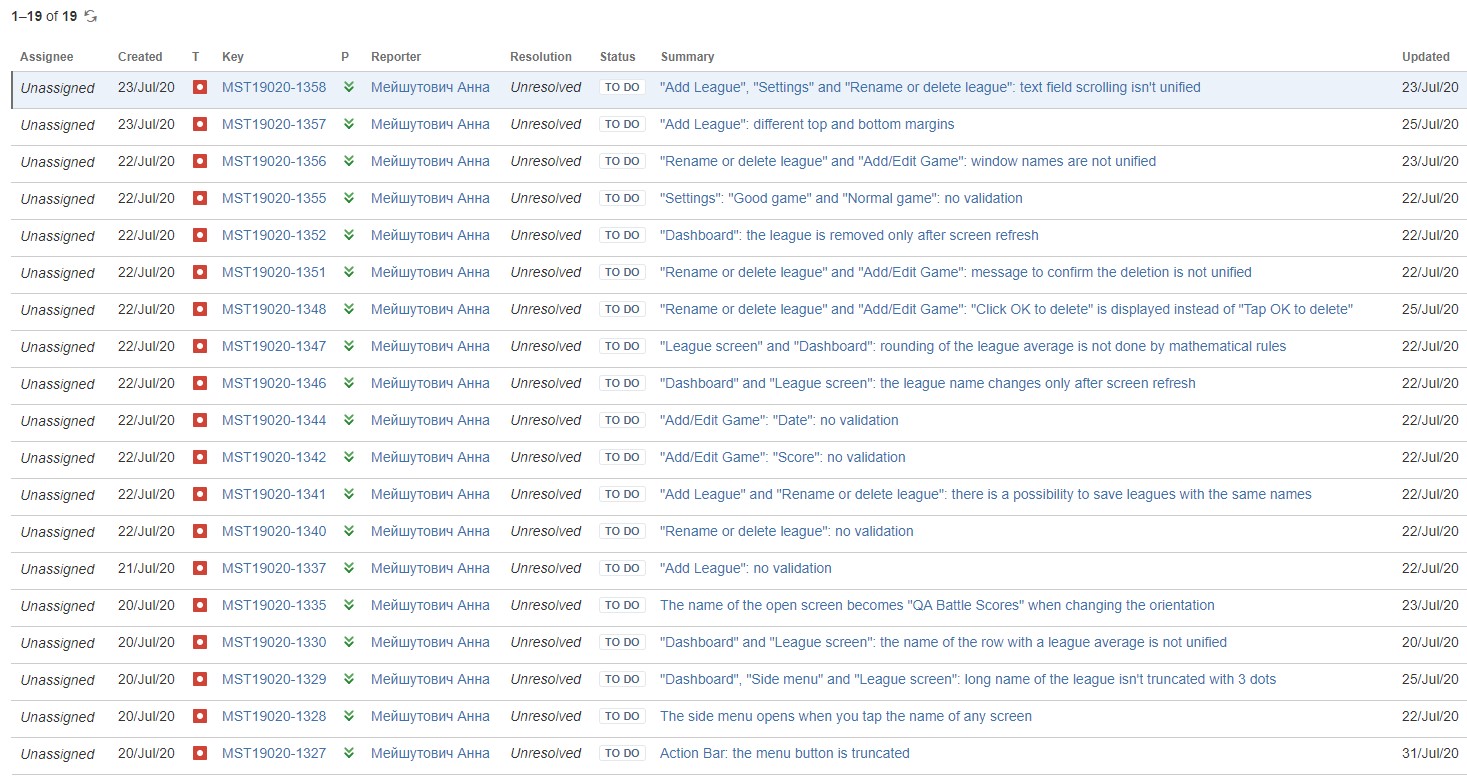 1–19 of 19
Assignee Created T Key P Reporter Resolution Status Summary Updated
Unassigned 23/Jul/20 MST19020-1358 Мейшутович Анна Unresolved TO DO "Add League", "Settings" and "Rename or delete league": text field scrolling isn't unified 23/Jul/20
Unassigned 23/Jul/20 MST19020-1357 Мейшутович Анна Unresolved TO DO "Add League": different top and bottom margins 25/Jul/20
Unassigned 22/Jul/20 MST19020-1356 Мейшутович Анна Unresolved TO DO "Rename or delete league" and "Add/Edit Game": window names are not unified 23/Jul/20
Unassigned 22/Jul/20 MST19020-1355 Мейшутович Анна Unresolved TO DO "Settings": "Good game" and "Normal game": no validation 22/Jul/20
Unassigned 22/Jul/20 MST19020-1352 Мейшутович Анна Unresolved TO DO "Dashboard": the league is removed only after screen refresh 22/Jul/20
Unassigned 22/Jul/20 MST19020-1351 Мейшутович Анна Unresolved TO DO "Rename or delete league" and "Add/Edit Game": message to confirm the deletion is not unified 22/Jul/20
Unassigned 22/Jul/20 MST19020-1348 Мейшутович Анна Unresolved TO DO "Rename or delete league" and "Add/Edit Game": "Click OK to delete" is displayed instead of "Tap OK to delete" 25/Jul/20
Unassigned 22/Jul/20 MST19020-1347 Мейшутович Анна Unresolved TO DO "League screen" and "Dashboard": rounding of the league average is not done by mathematical rules 22/Jul/20
Unassigned 22/Jul/20 MST19020-1346 Мейшутович Анна Unresolved TO DO "Dashboard" and "League screen": the league name changes only after screen refresh 22/Jul/20
Unassigned 22/Jul/20 MST19020-1344 Мейшутович Анна Unresolved TO DO "Add/Edit Game": "Date": no validation 22/Jul/20
Unassigned 22/Jul/20 MST19020-1342 Мейшутович Анна Unresolved TO DO "Add/Edit Game": "Score": no validation 22/Jul/20
Unassigned 22/Jul/20 MST19020-1341 Мейшутович Анна Unresolved TO DO "Add League" and "Rename or delete league": there is a possibility to save leagues with the same names 22/Jul/20
Unassigned 22/Jul/20 MST19020-1340 Мейшутович Анна Unresolved TO DO "Rename or delete league": no validation 22/Jul/20
Unassigned 21/Jul/20 MST19020-1337 Мейшутович Анна Unresolved TO DO "Add League": no validation 22/Jul/20
Unassigned 20/Jul/20 MST19020-1335 Мейшутович Анна Unresolved TO DO The name of the open screen becomes "QA Battle Scores" when changing the orientation 23/Jul/20
Unassigned 20/Jul/20 MST19020-1330 Мейшутович Анна Unresolved TO DO "Dashboard" and "League screen": the name of the row with a league average is not unified 20/Jul/20
Unassigned 20/Jul/20 MST19020-1329 Мейшутович Анна Unresolved TO DO "Dashboard", "Side menu" and "League screen": long name of the league isn't truncated with 3 dots 25/Jul/20
Unassigned 20/Jul/20 MST19020-1328 Мейшутович Анна Unresolved TO DO The side menu opens when you tap the name of any screen 22/Jul/20
Unassigned 20/Jul/20 MST19020-1327 Мейшутович Анна Unresolved TO DO Action Bar: the menu button is truncated 31/Jul/20